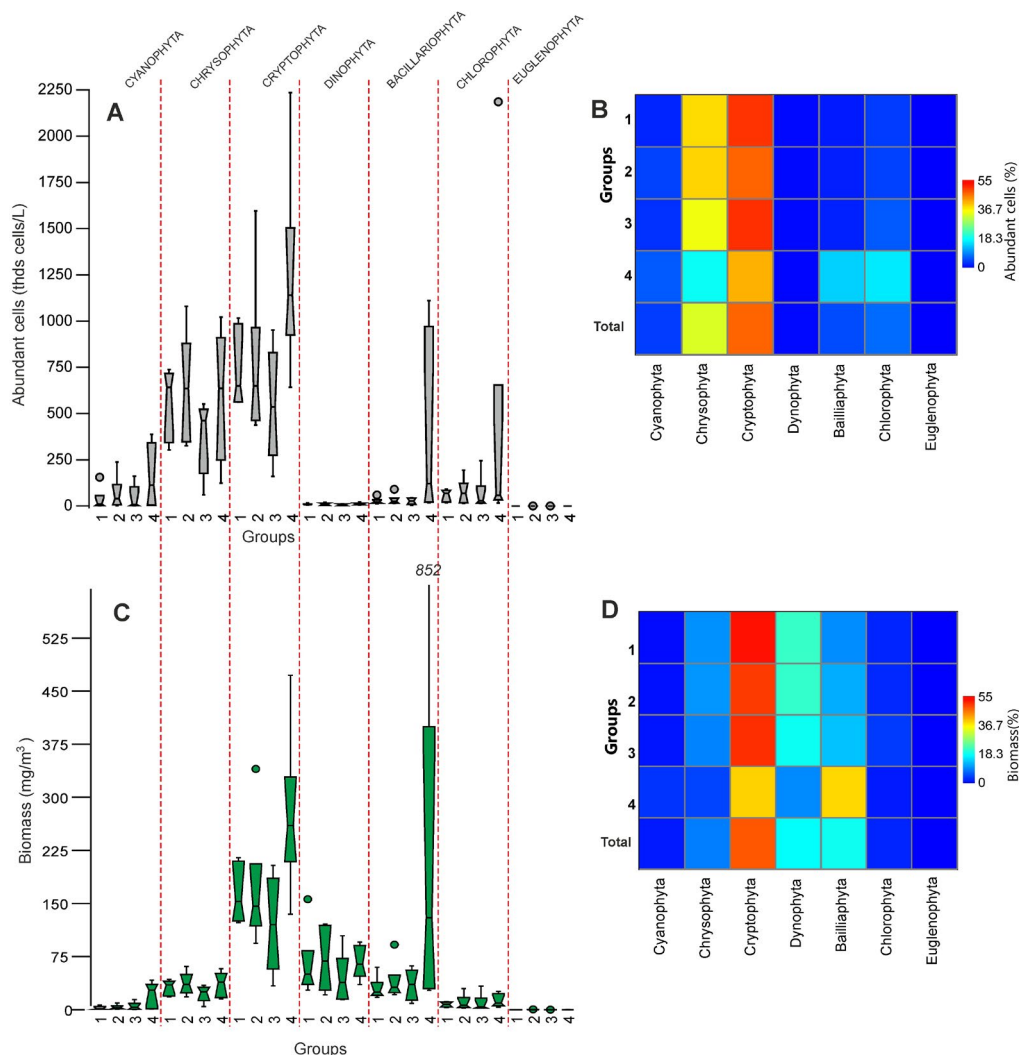 CYANOPHYTA
CHRYSOPHYTA
CRYPTOPHYTA
DINOPHYTA
BACILLARIOPHYTA
CHLOROPHYTA
EUGLENOPHYTA
A
Abundant cells (thds cells/L)
2250
2000
1750
1500
1250
1000
750
500
250
0
1 2 3 4 1 2 3 4 1 2 3 4 1 2 3 4 1 2 3 4 1 2 3 4 1 2 3 4
Groups
B
Groups
1
2
3
4
Total
Cyanophyta
Chrysophyta
Cryptophyta
Dynophyta
Bailliaphyta
Chlorophyta
Euglenophyta
55
36.7
18.3
0
Abundant cells (%)
C
852
Biomass (mg/m³)
525
450
375
300
225
150
75
0
1 2 3 4 1 2 3 4 1 2 3 4 1 2 3 4 1 2 3 4 1 2 3 4 1 2 3 4
Groups
D
Groups
1
2
3
4
Total
Cyanophyta
Chrysophyta
Cryptophyta
Dynophyta
Bailliaphyta
Chlorophyta
Euglenophyta
55
36.7
18.3
0
Biomass(%)